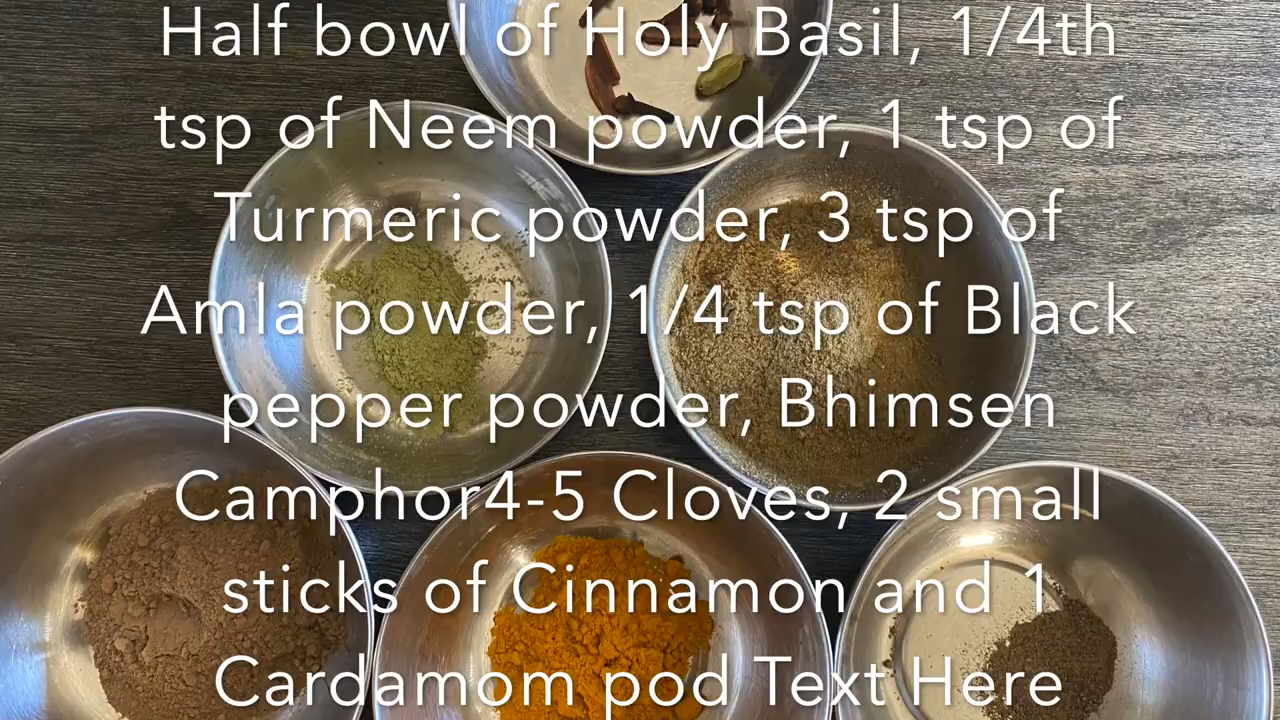 Half bowl of Holy Basil, 1/4th
tsp of Neem powder, 1 tsp of
Turmeric powder, 3 tsp of
Amla powder, 1/4 tsp of Black
pepper powder, Bhimsen
Camphor4-5 Cloves, 2 small
sticks of Cinnamon and 1
Cardamom pod Text Here